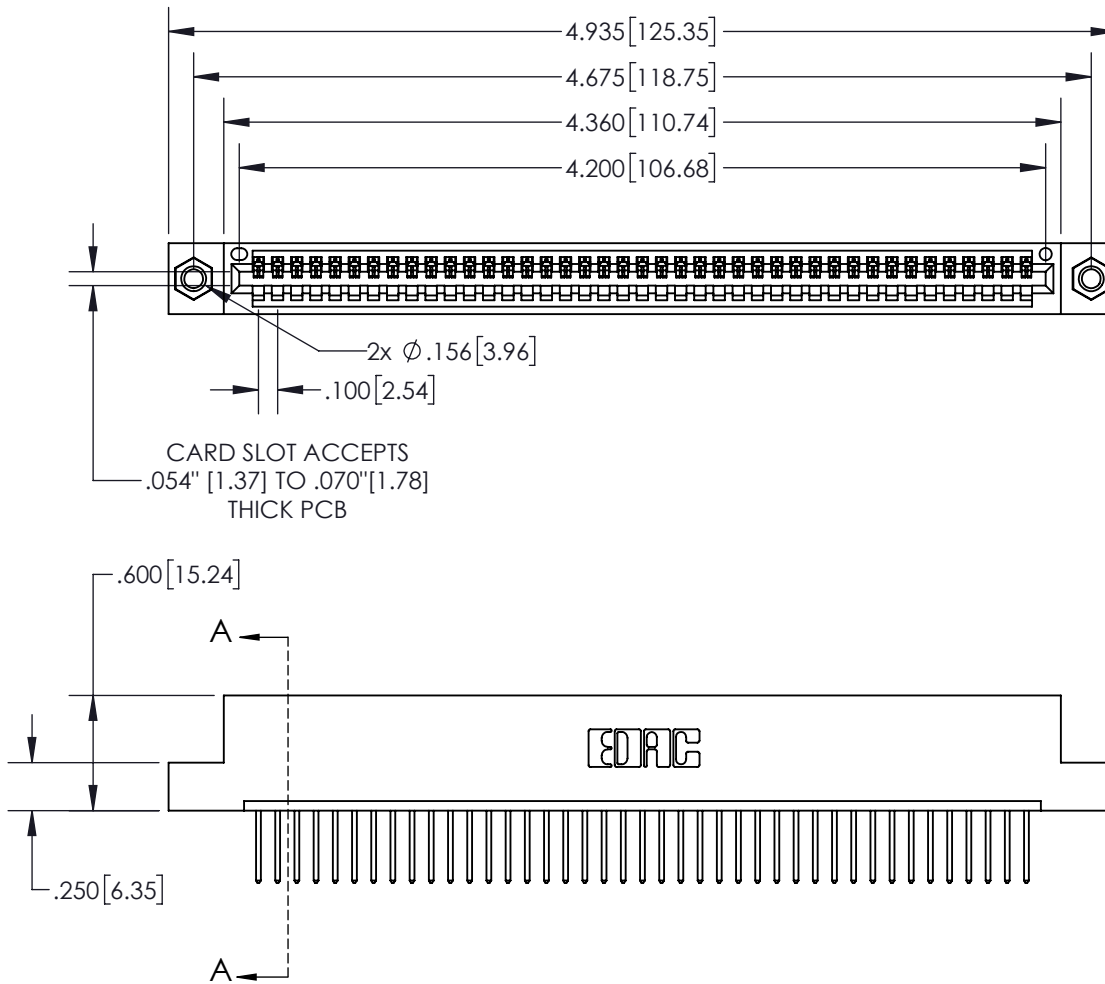 4.935[125.35]
4.675[118.75]
4.360[110.74]
4.200[106.68]
2x Ø .156[3.96]
.100[2.54]
CARD SLOT ACCEPTS
.054" [1.37] TO .070"[1.78]
THICK PCB
.600[15.24]
A
EDAC
.250[6.35]
A